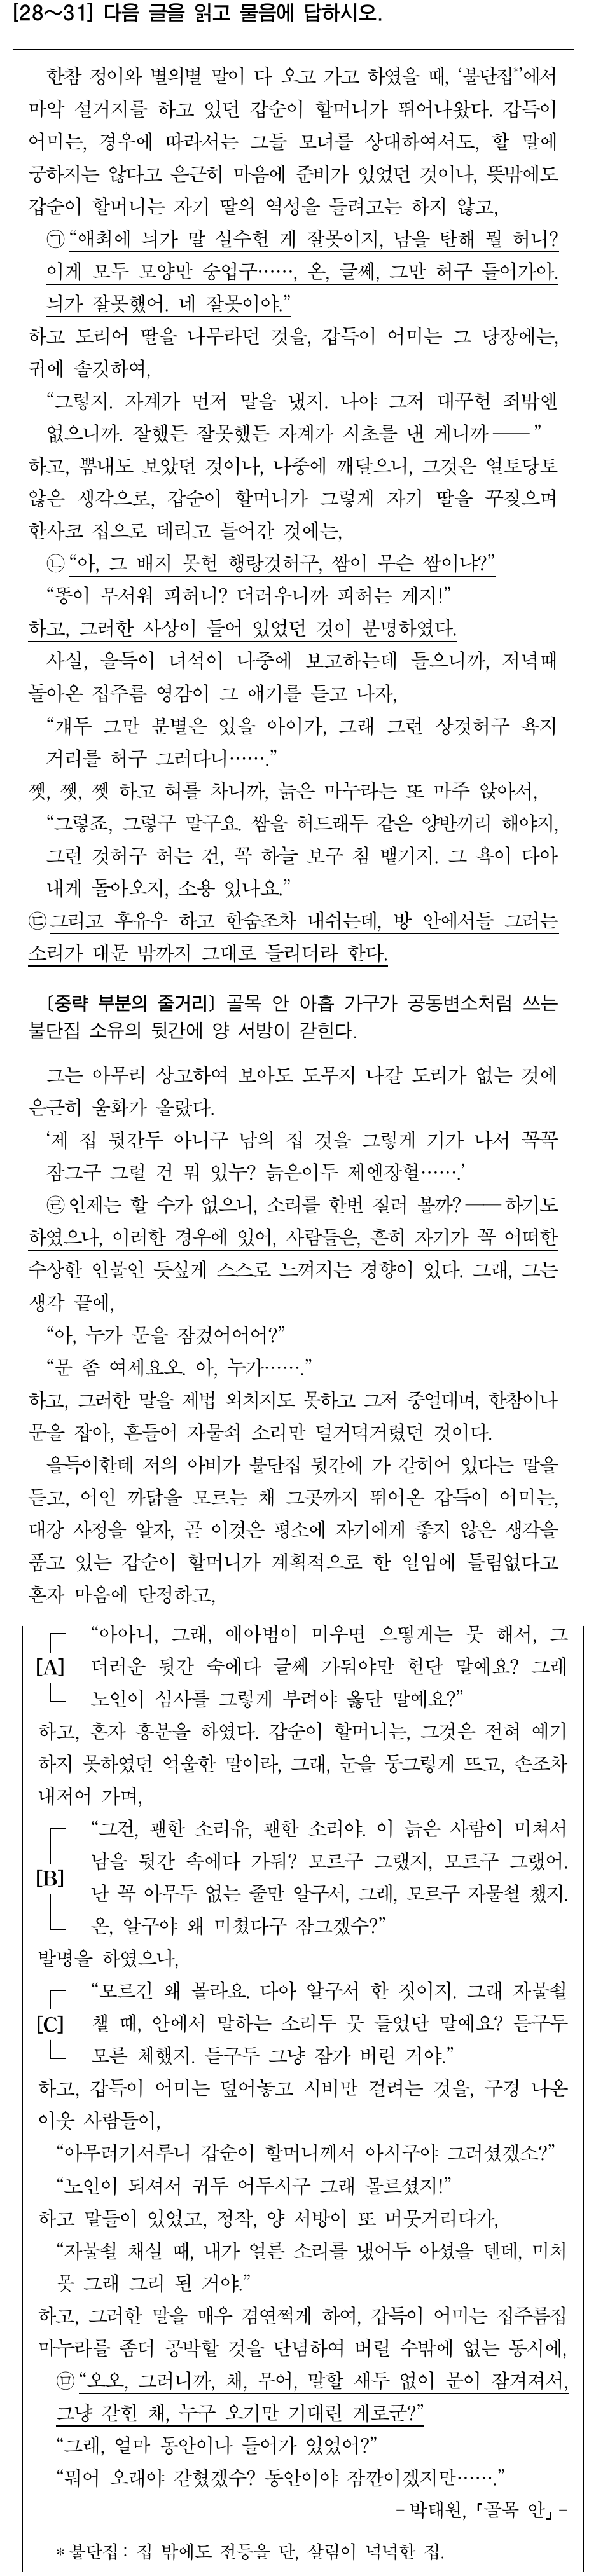 [28~31] 다음 글을 읽고 물음에 답하시오.
한참 정이와 별의별 말이 다 오고 가고 하였을 때, ‘불단집*’에서
마악 설거지를 하고 있던 갑순이 할머니가 뛰어나왔다. 갑득이
어미는, 경우에 따라서는 그들 모녀를 상대하여서도, 할 말에
궁하지는 않다고 은근히 마음에 준비가 있었던 것이나, 뜻밖에도
갑순이 할머니는 자기 딸의 역성을 들려고는 하지 않고,
㉠“애최에 늬가 말 실수헌 게 잘못이지, 남을 탄해 뭘 허니?
이게 모두 모양만 숭업구……, 온, 글쎄, 그만 허구 들어가아.
늬가 잘못했어. 네 잘못이야.”
하고 도리어 딸을 나무라던 것을, 갑득이 어미는 그 당장에는,
귀에 솔깃하여,
“그렇지. 자계가 먼저 말을 냈지. 나야 그저 대꾸헌 죄밖엔
없으니까. 잘했든 잘못했든 자계가 시초를 낸 게니까──”
하고, 뽐내도 보았던 것이나, 나중에 깨달으니, 그것은 얼토당토
않은 생각으로, 갑순이 할머니가 그렇게 자기 딸을 꾸짖으며
한사코 집으로 데리고 들어간 것에는,
㉡“아, 그 배지 못헌 행랑것허구, 쌈이 무슨 쌈이냐?”
“똥이 무서워 피허니? 더러우니까 피허는 게지!”
하고, 그러한 사상이 들어 있었던 것이 분명하였다.
사실, 을득이 녀석이 나중에 보고하는데 들으니까, 저녁때
돌아온 집주름 영감이 그 얘기를 듣고 나자,
“걔두 그만 분별은 있을 아이가, 그래 그런 상것허구 욕지
거리를 허구 그러다니…….”
쩻, 쩻, 쩻 하고 혀를 차니까, 늙은 마누라는 또 마주 앉아서,
“그렇죠, 그렇구 말구요. 쌈을 허드래두 같은 양반끼리 해야지,
그런 것허구 허는 건, 꼭 하늘 보구 침 뱉기지. 그 욕이 다아
내게 돌아오지, 소용 있나요.”
㉢그리고 후유우 하고 한숨조차 내쉬는데, 방 안에서들 그러는
소리가 대문 밖까지 그대로 들리더라 한다.
〔중략 부분의 줄거리〕 골목 안 아홉 가구가 공동변소처럼 쓰는
불단집 소유의 뒷간에 양 서방이 갇힌다.
그는 아무리 상고하여 보아도 도무지 나갈 도리가 없는 것에
은근히 울화가 올랐다.
‘제 집 뒷간두 아니구 남의 집 것을 그렇게 기가 나서 꼭꼭
잠그구 그럴 건 뭐 있누? 늙은이두 제엔장헐…….’
㉣인제는 할 수가 없으니, 소리를 한번 질러 볼까?──하기도
하였으나, 이러한 경우에 있어, 사람들은, 흔히 자기가 꼭 어떠한
수상한 인물인 듯싶게 스스로 느껴지는 경향이 있다. 그래, 그는
생각 끝에,
“아, 누가 문을 잠겄어어어?”
“문 좀 여세요오. 아, 누가…….”
하고, 그러한 말을 제법 외치지도 못하고 그저 중얼대며, 한참이나
문을 잡아, 흔들어 자물쇠 소리만 덜거덕거렸던 것이다.
을득이한테 저의 아비가 불단집 뒷간에 가 갇히어 있다는 말을
듣고, 어인 까닭을 모르는 채 그곳까지 뛰어온 갑득이 어미는,
대강 사정을 알자, 곧 이것은 평소에 자기에게 좋지 않은 생각을
품고 있는 갑순이 할머니가 계획적으로 한 일임에 틀림없다고
혼자 마음에 단정하고,
“아아니, 그래, 애아범이 미우면 으떻게는 뭇 해서, 그
[A] 더러운 뒷간 숙에다 글쎄 가둬야만 헌단 말예요? 그래
노인이 심사를 그렇게 부려야 옳단 말예요?”
하고, 혼자 흥분을 하였다. 갑순이 할머니는, 그것은 전혀 예기
하지 못하였던 억울한 말이라, 그래, 눈을 둥그렇게 뜨고, 손조차
내저어 가며,
“그건, 괜한 소리유, 괜한 소리야. 이 늙은 사람이 미쳐서
남을 뒷간 속에다 가둬? 모르구 그랬지, 모르구 그랬어.
[B] 난 꼭 아무두 없는 줄만 알구서, 그래, 모르구 자물쇨 챘지.
온, 알구야 왜 미쳤다구 잠그겠수?”
발명을 하였으나,
“모르긴 왜 몰라요. 다아 알구서 한 짓이지. 그래 자물쇨
[C] 챌 때, 안에서 말하는 소리두 뭇 들었단 말예요? 듣구두
모른 체했지. 듣구두 그냥 잠가 버린 거야.”
하고, 갑득이 어미는 덮어놓고 시비만 걸려는 것을, 구경 나온
이웃 사람들이,
“아무러기서루니 갑순이 할머니께서 아시구야 그러셨겠소?”
“노인이 되셔서 귀두 어두시구 그래 몰르셨지!”
하고 말들이 있었고, 정작, 양 서방이 또 머뭇거리다가,
“자물쇨 채실 때, 내가 얼른 소리를 냈어두 아셨을 텐데, 미처
못 그래 그리 된 거야.”
하고, 그러한 말을 매우 겸연쩍게 하여, 갑득이 어미는 집주름집
마누라를 좀더 공박할 것을 단념하여 버릴 수밖에 없는 동시에,
㉤“오오, 그러니까, 채, 무어, 말할 새두 없이 문이 잠겨져서,
그냥 갇힌 채, 누구 오기만 기대린 게로군?”
“그래, 얼마 동안이나 들어가 있었어?”
“뭐어 오래야 갇혔겠수? 동안이야 잠깐이겠지만…….”
- 박태원, 「골목 안」 -
* 불단집 : 집 밖에도 전등을 단, 살림이 넉넉한 집.